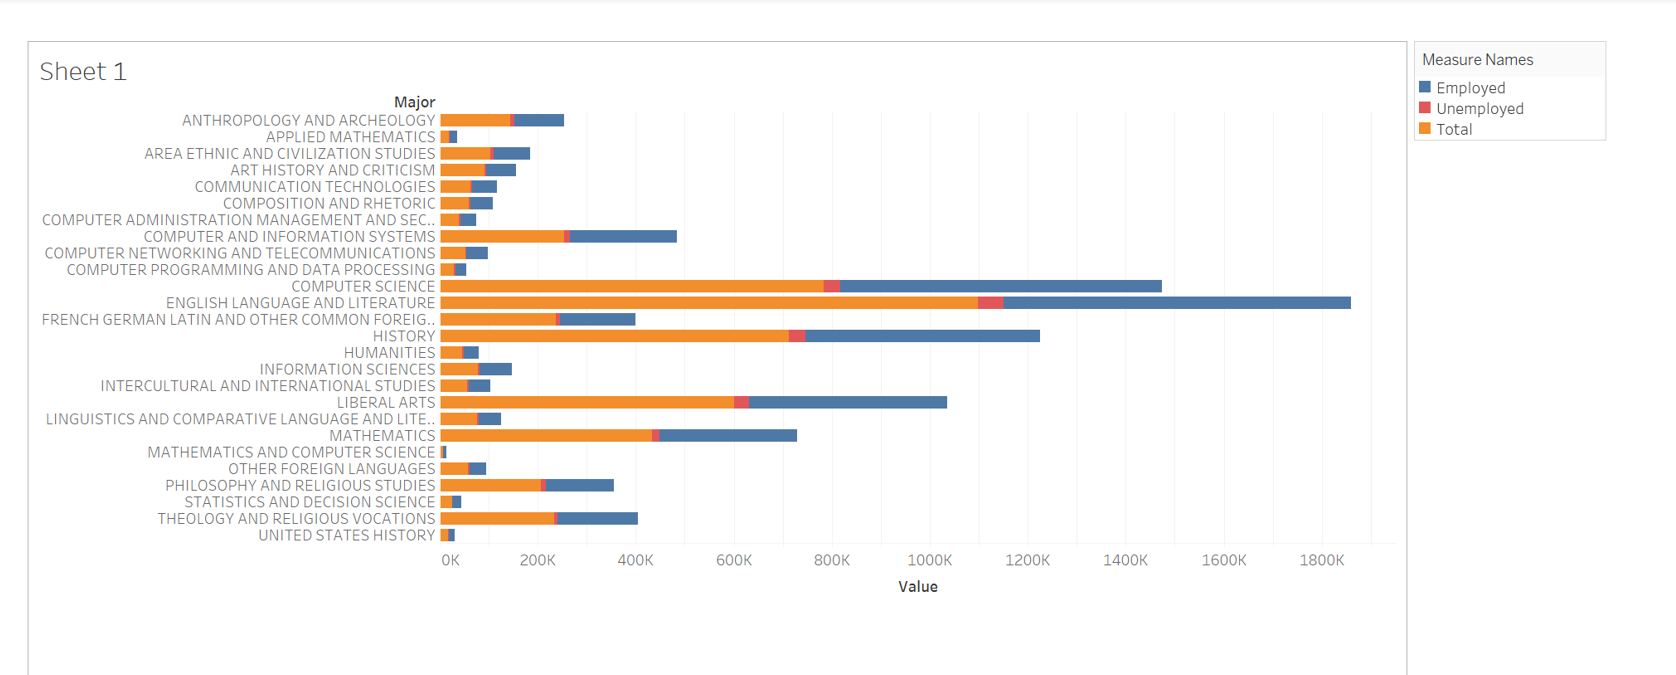 Sheet 1
Measure Names
Employed
Unemployed
Total
Major
ANTHROPOLOGY AND ARCHEOLOGY
APPLIED MATHEMATICS
AREA ETHNIC AND CIVILIZATION STUDIES
ART HISTORY AND CRITICISM
COMMUNICATION TECHNOLOGIES
COMPOSITION AND RHETORIC
COMPUTER ADMINISTRATION MANAGEMENT AND SEC..
COMPUTER AND INFORMATION SYSTEMS
COMPUTER NETWORKING AND TELECOMMUNICATIONS
COMPUTER PROGRAMMING AND DATA PROCESSING
COMPUTER SCIENCE
ENGLISH LANGUAGE AND LITERATURE
FRENCH GERMAN LATIN AND OTHER COMMON FOREIG..
HISTORY
HUMANITIES
INFORMATION SCIENCES
INTERCULTURAL AND INTERNATIONAL STUDIES
LIBERAL ARTS
LINGUISTICS AND COMPARATIVE LANGUAGE AND LITE..
MATHEMATICS
MATHEMATICS AND COMPUTER SCIENCE
OTHER FOREIGN LANGUAGES
PHILOSOPHY AND RELIGIOUS STUDIES
STATISTICS AND DECISION SCIENCE
THEOLOGY AND RELIGIOUS VOCATIONS
UNITED STATES HISTORY
0K 200K 400K 600K 800K 1000K 1200K 1400K 1600K 1800K
Value